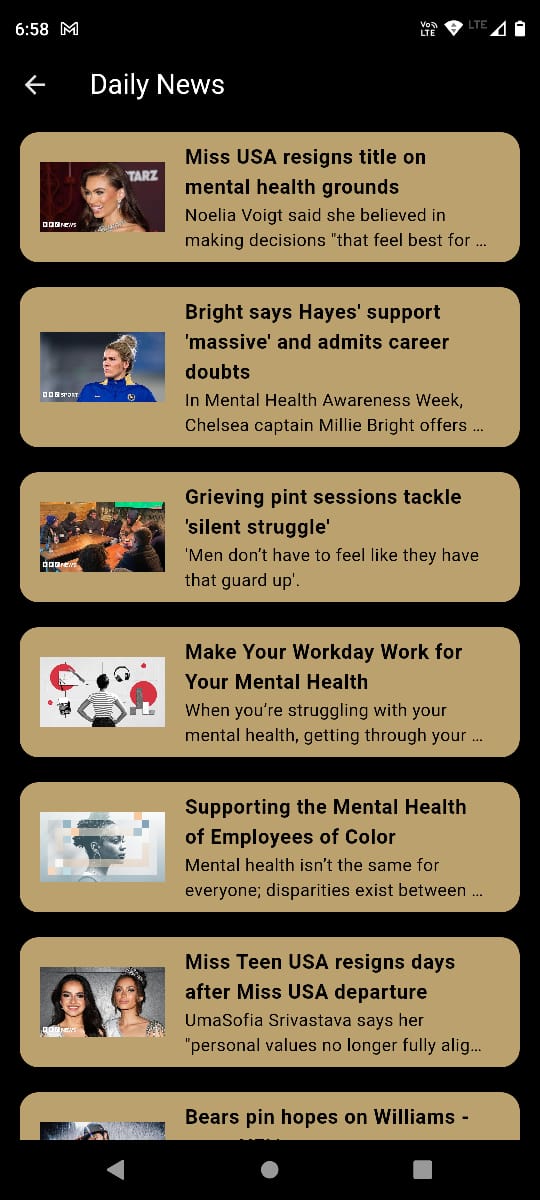 6:58
Vo
LTE
LTE
Daily News
STARZ
BBC NEWS
Miss USA resigns title on
mental health grounds
Noelia Voigt said she believed in
making decisions "that feel best for ...
BBC SPORT
Bright says Hayes' support
'massive' and admits career
doubts
In Mental Health Awareness Week,
Chelsea captain Millie Bright offers ...
BBC NEWS
Grieving pint sessions tackle
'silent struggle'
'Men don’t have to feel like they have
that guard up'.
Make Your Workday Work for
Your Mental Health
When you’re struggling with your
mental health, getting through your ...
Supporting the Mental Health
of Employees of Color
Mental health isn’t the same for
everyone; disparities exist between ...
BBC NEWS
Miss Teen USA resigns days
after Miss USA departure
UmaSofia Srivastava says her
"personal values no longer fully alig...
Bears pin hopes on Williams -